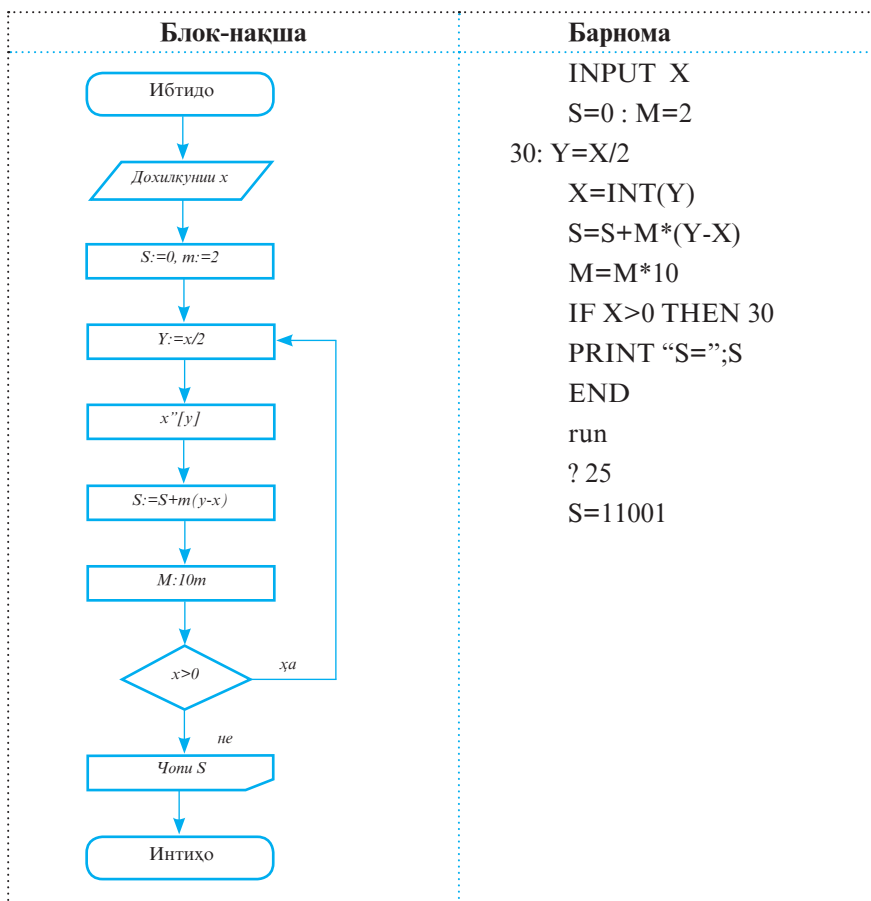 Блок-нақша
Ибтидо
Дохилкунии x
S:=0, m:=2
Y:=x/2
x”[y]
S:=S+m(y-x)
M:10m
x>0
ҳа
не
Чопи S
Интиҳо
Барнома
INPUT X
S=0 : M=2
30: Y=X/2
X=INT(Y)
S=S+M*(Y-X)
M=M*10
IF X>0 THEN 30
PRINT “S=”;S
END
run
? 25
S=11001